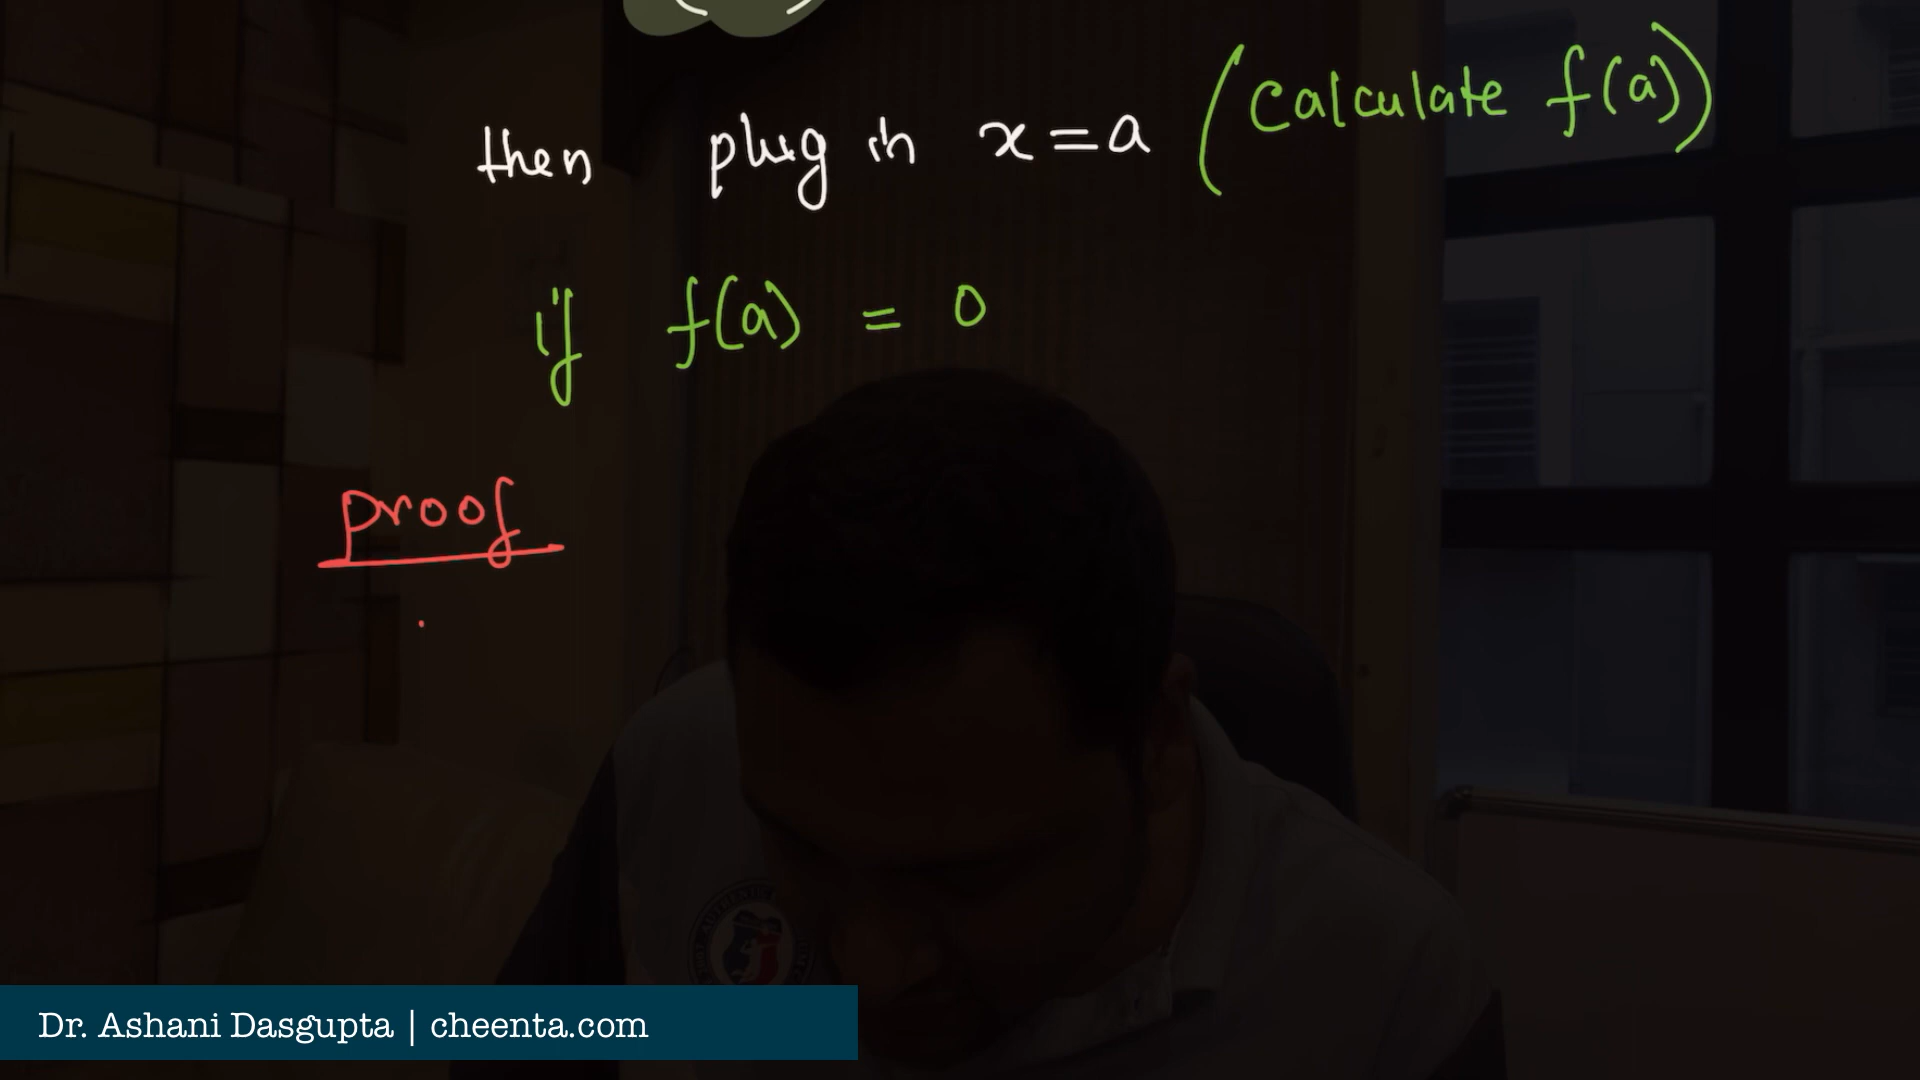 then plug in x = a (Calculate f(a))
if f(a) = 0
Proof
Dr. Ashani Dasgupta | cheenta.com